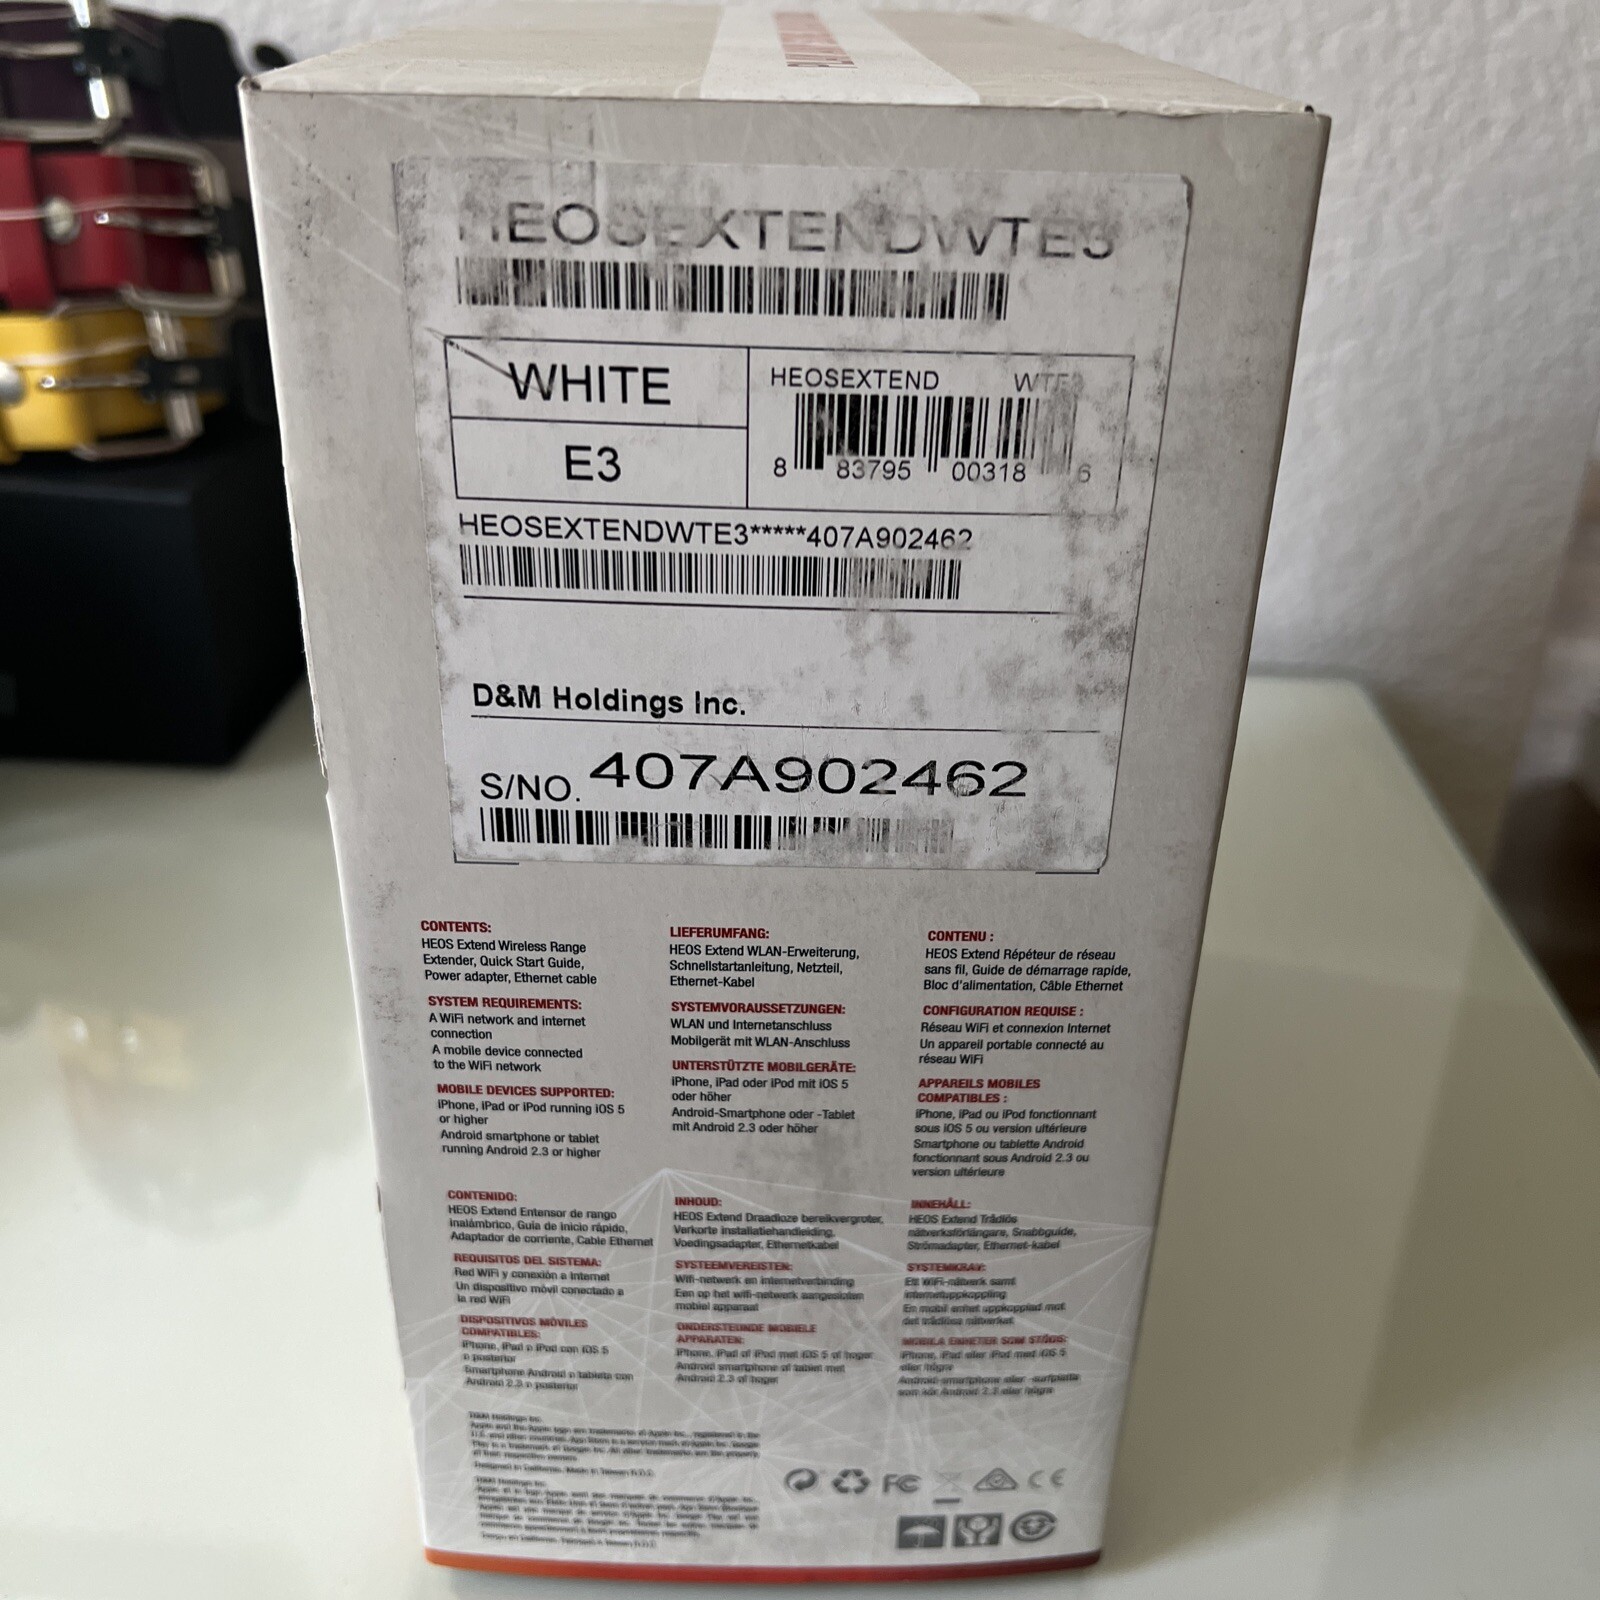 HEOSEXTENDWTE3
WHITE
E3
HEOSEXTEND WTE3
8 83795 00318 6
HEOSEXTENDWTE3*****407A902462
D&M Holdings Inc.
S/NO. 407A902462
CONTENTS:
HEOS Extend Wireless Range
Extender, Quick Start Guide,
Power adapter, Ethernet cable
SYSTEM REQUIREMENTS:
A WiFi network and internet
connection
A mobile device connected
to the WiFi network
MOBILE DEVICES SUPPORTED:
iPhone, iPad or iPod running iOS 5
or higher
Android smartphone or tablet
running Android 2.3 or higher
LIEFERUMFANG:
HEOS Extend WLAN-Erweiterung,
Schnellstartanleitung, Netzteil,
Ethernet-Kabel
SYSTEMVORAUSSETZUNGEN:
WLAN und Internetanschluss
Mobilgerät mit WLAN-Anschluss
UNTERSTÜTZTE MOBILGERÄTE:
iPhone, iPad oder iPod mit iOS 5
oder höher
Android-Smartphone oder -Tablet
mit Android 2.3 oder höher
CONTENU :
HEOS Extend Répéteur de réseau
sans fil, Guide de démarrage rapide,
Bloc d'alimentation, Câble Ethernet
CONFIGURATION REQUISE :
Réseau WiFi et connexion Internet
Un appareil portable connecté au
réseau WiFi
APPAREILS MOBILES
COMPATIBLES :
iPhone, iPad ou iPod fonctionnant
sous iOS 5 ou version ultérieure
Smartphone ou tablette Android
fonctionnant sous Android 2.3 ou
version ultérieure
CONTENIDO:
HEOS Extend Entensor de rango
inalámbrico, Guía de inicio rápido,
Adaptador de corriente, Cable Ethernet
REQUISITOS DEL SISTEMA:
Red WiFi y conexión a Internet
Un dispositivo móvil conectado a
la red WiFi
DISPOSITIVOS MÓVILES
COMPATIBLES:
iPhone, iPad o iPod con iOS 5
o posterior
Smartphone Android o tableta con
Android 2.3 o posterior
INHOUD:
HEOS Extend Draadloze bereikvergroter,
Verkorte installatiehandleiding,
Voedingsadapter, Ethernetkabel
SYSTEEMVEREISTEN:
Wifi-netwerk en internetverbinding
Een op het wifi-netwerk aangesloten
mobiel apparaat
ONDERSTEUNDE MOBIELE
APPARATEN:
iPhone, iPad of iPod met iOS 5 of hoger
Android smartphone of tablet met
Android 2.3 of hoger
INNEHÅLL:
HEOS Extend Trådlös
nätverksförlängare, Snabbguide,
Strömadapter, Ethernet-kabel
SYSTEMKRAV:
Ett WiFi-nätverk samt
internetuppkoppling
En mobil enhet uppkopplad mot
det trådlösa nätverket
MOBILA ENHETER SOM STÖDS:
iPhone, iPad eller iPod med iOS 5
eller högre
Android-smartphone eller -surfplatta
som kör Android 2.3 eller högre
FC CE